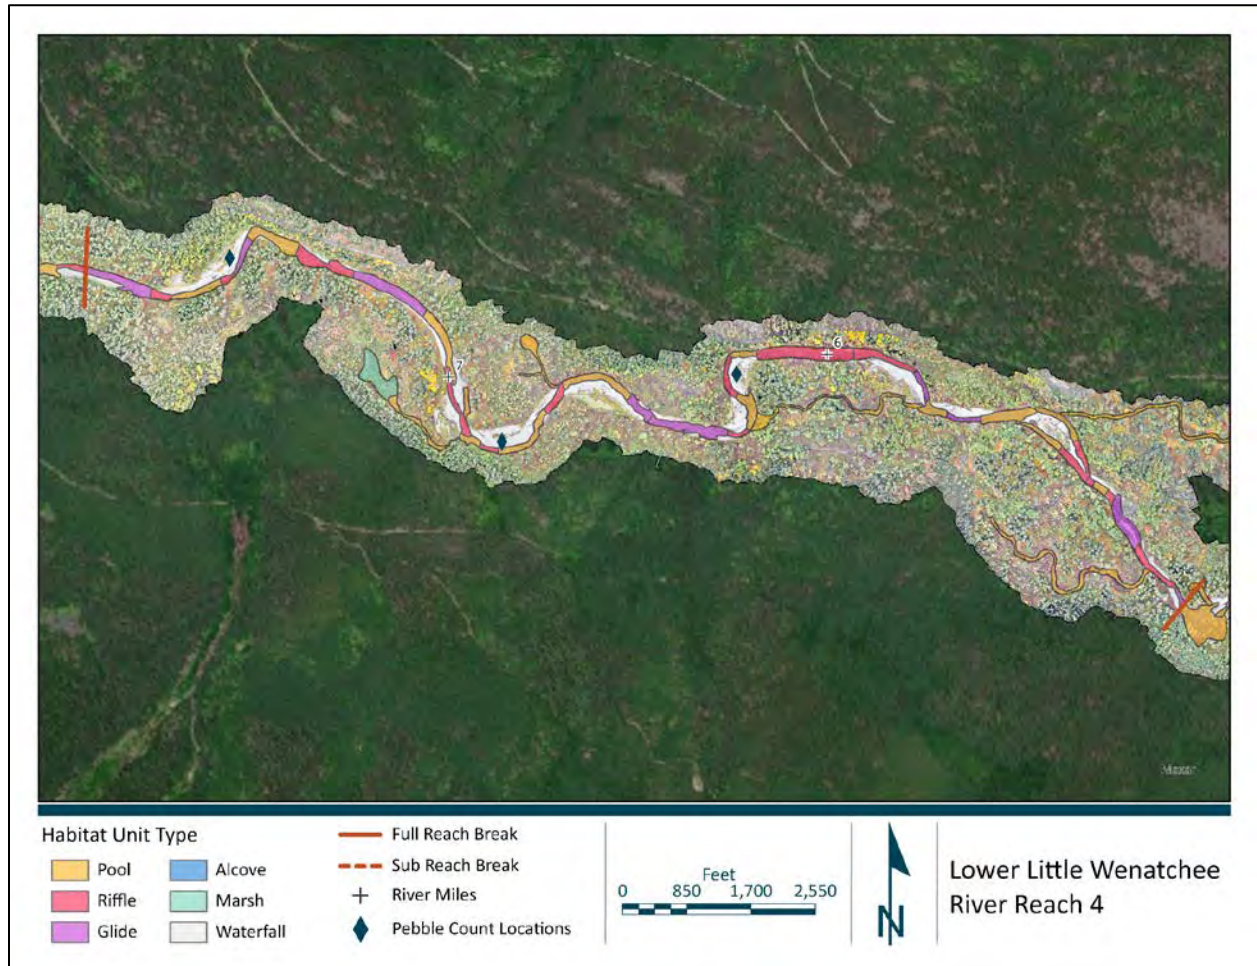 7
6
Habitat Unit Type
Pool
Riffle
Glide
Alcove
Marsh
Waterfall
Full Reach Break
Sub Reach Break
River Miles
Pebble Count Locations
Feet
0 850 1,700 2,550
N
Lower Little Wenatchee
River Reach 4